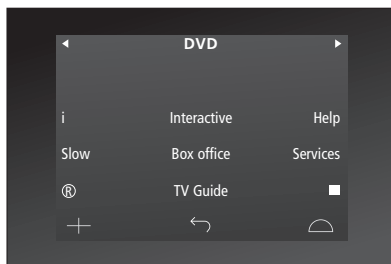 DVD
i Interactive Help
Slow Box office Services
® TV Guide